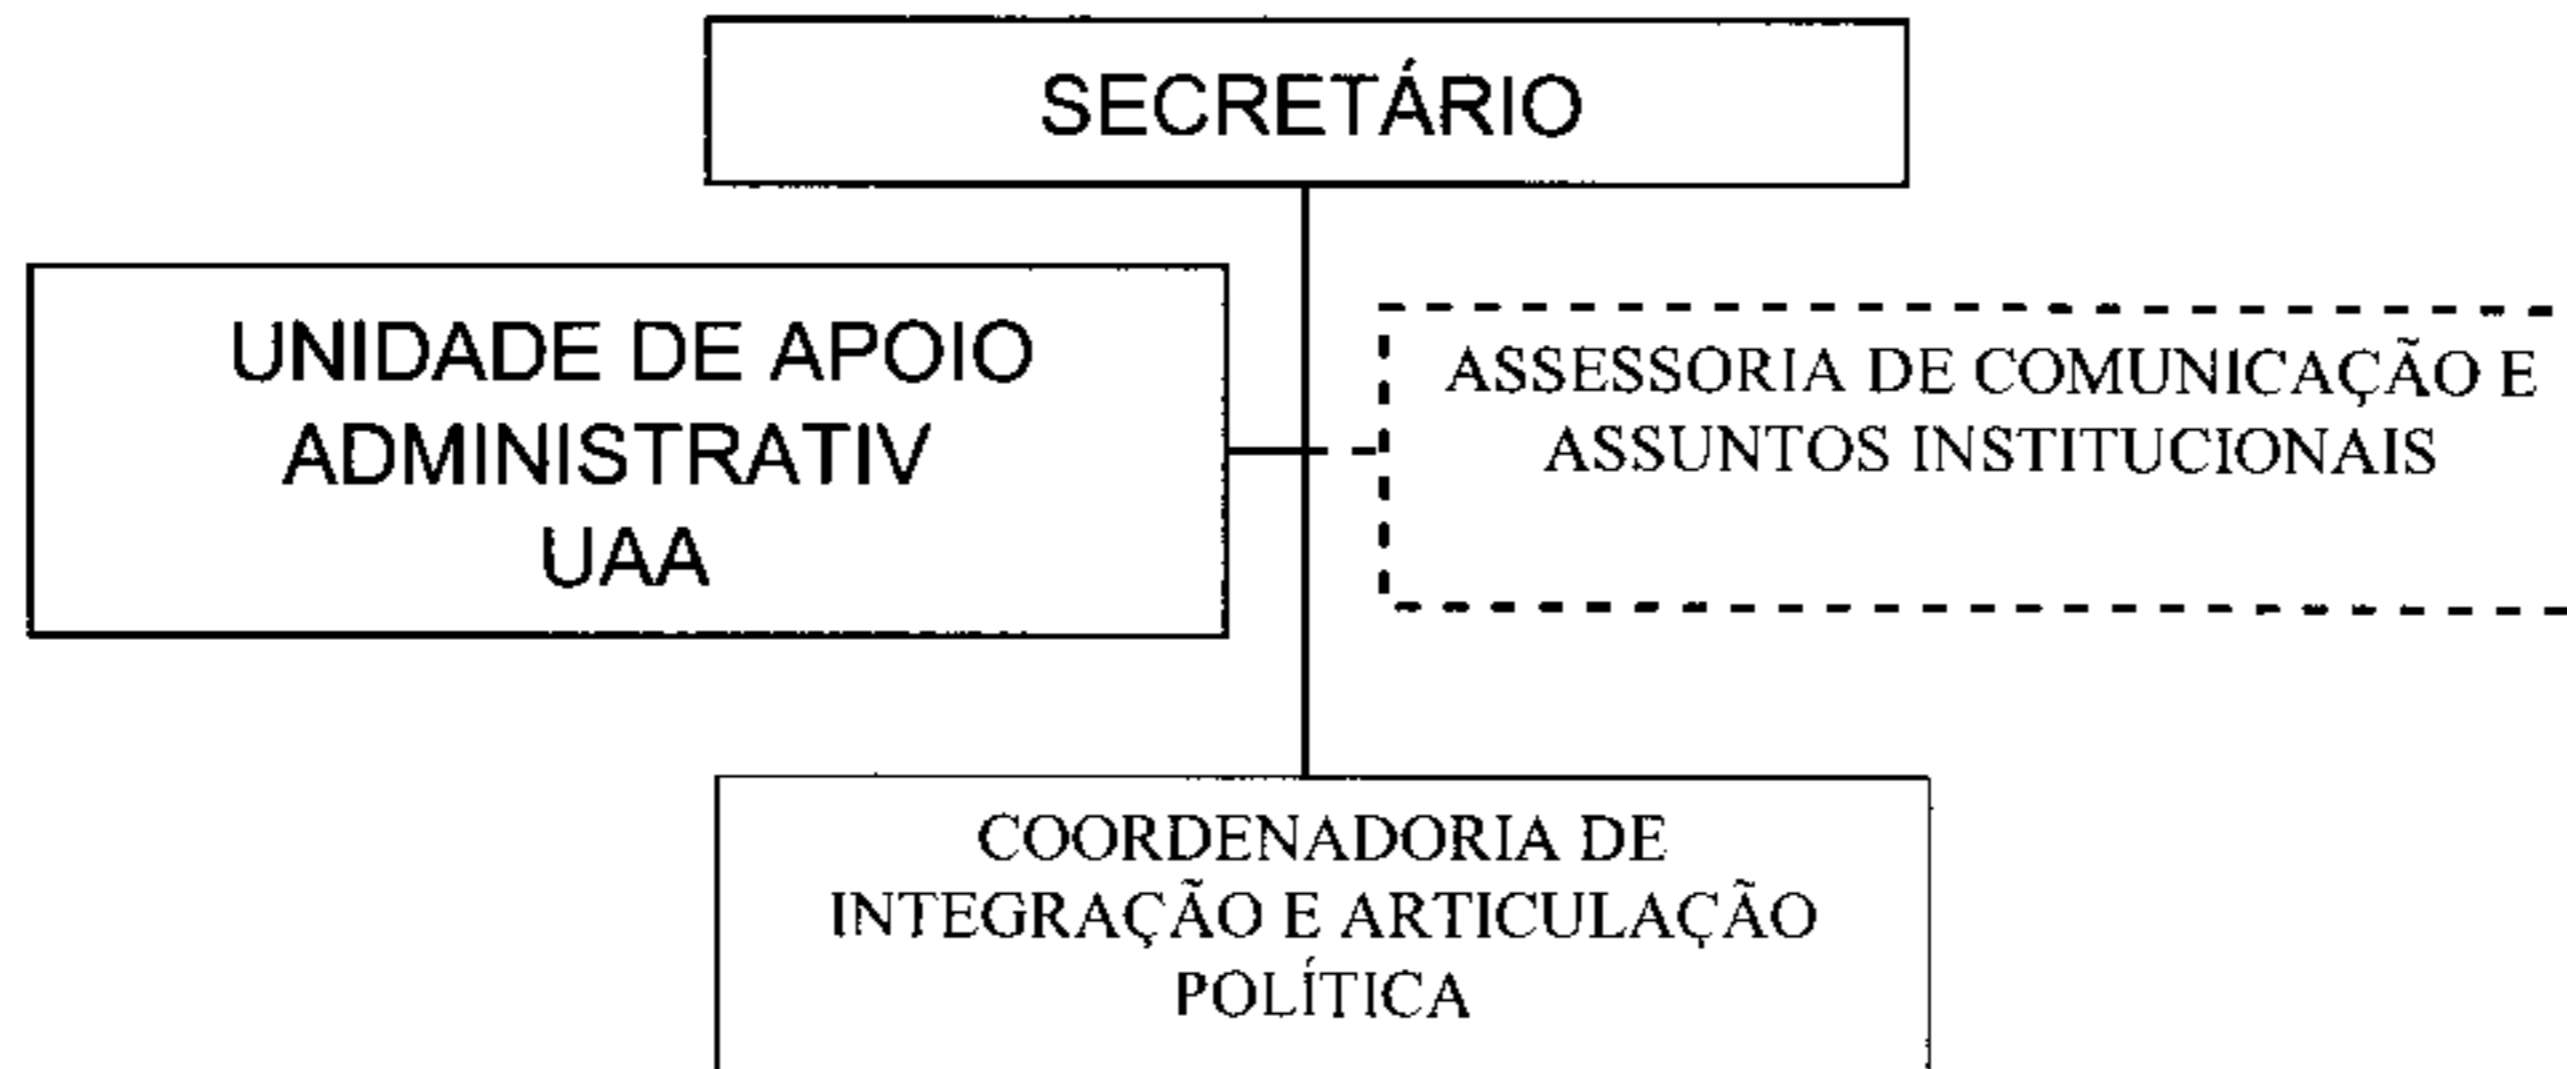 SECRETÁRIO
UNIDADE DE APOIO
ADMINISTRATIV
UAA
ASSESSORIA DE COMUNICAÇÃO E
ASSUNTOS INSTITUCIONAIS
COORDENADORIA DE
INTEGRAÇÃO E ARTICULAÇÃO
POLÍTICA